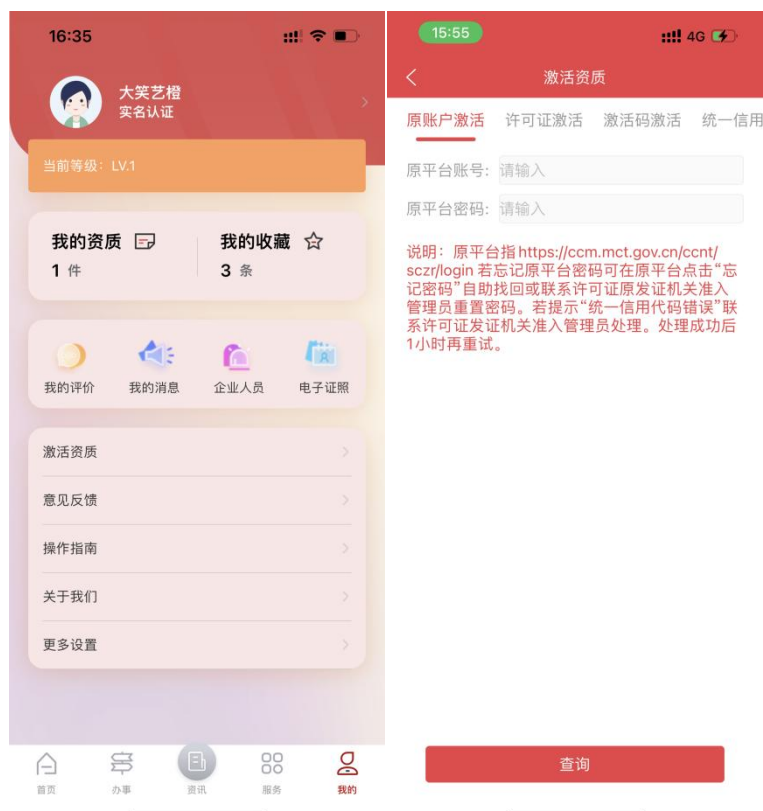 16:35
大笑艺橙
实名认证
当前等级: LV.1
我的资质
我的收藏
1 件
3 条
我的评价
我的消息
企业人员
电子证照
激活资质
意见反馈
操作指南
关于我们
更多设置
首页
办事
资讯
服务
我的
15:55
4G
激活资质
原账户激活
许可证激活
激活码激活
统一信用
原平台账号: 请输入
原平台密码: 请输入
说明：原平台指https://ccm.mct.gov.cn/ccnt/
sczr/login 若忘记原平台密码可在原平台点击“忘
记密码”自助找回或联系许可证原发证机关准入
管理员重置密码。若提示“统一信用代码错误”联
系许可证发证机关准入管理员处理。处理成功后
1小时再重试。
查询